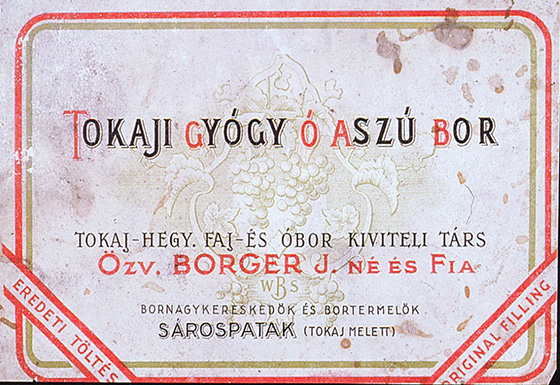 TOKAJI GYÓGY Ó ASZÚ BOR
TOKAJ-HEGY. FAJ-ÉS ÓBOR KIVITELI TÁRS
ÖZV. BORGER J. NÉ ÉS FIA
WBS
BORNAGYKERESKEDŐK ÉS BORTERMELŐK
SÁROSPATAK (TOKAJ MELETT)
EREDETI TÖLTÉS
ORIGINAL FILLING